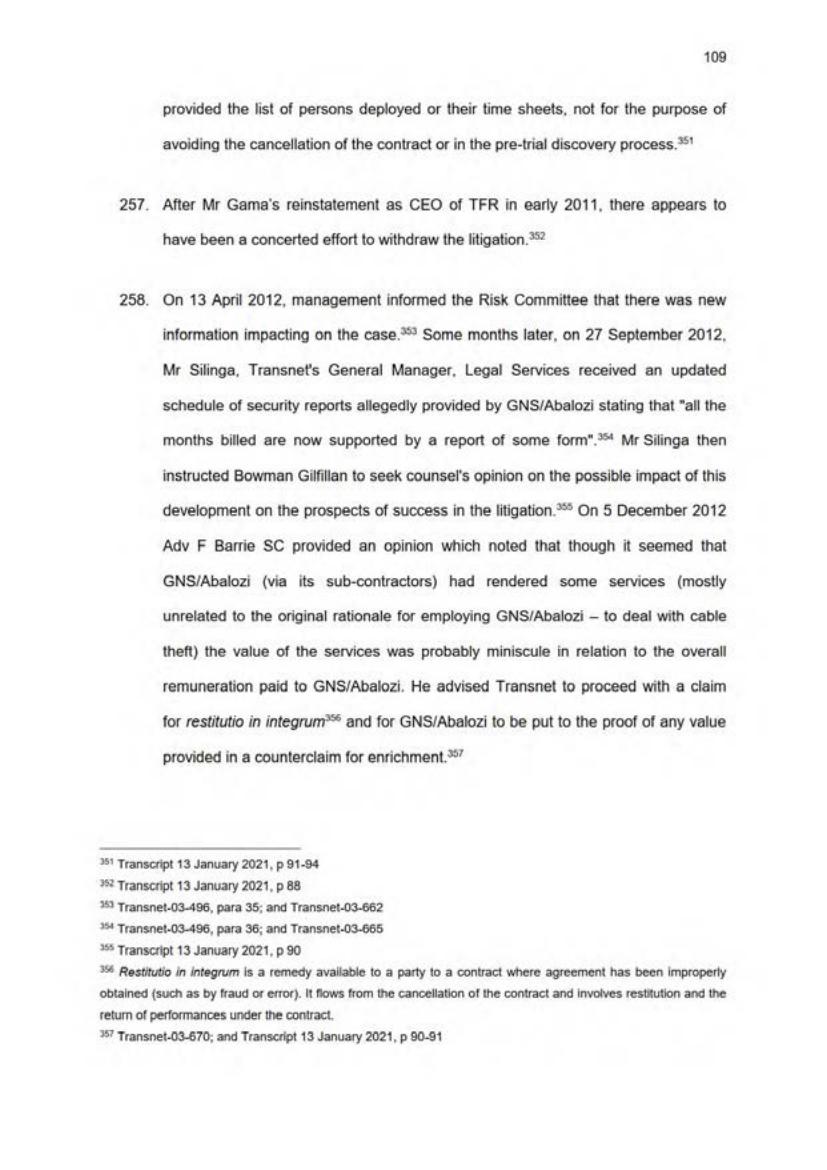 109
provided the list of persons deployed or their time sheets, not for the purpose of
avoiding the cancellation of the contract or in the pre-trial discovery process.351
257. After Mr Gama's reinstatement as CEO of TFR in early 2011, there appears to
have been a concerted effort to withdraw the litigation.352
258. On 13 April 2012, management informed the Risk Committee that there was new
information impacting on the case.353 Some months later, on 27 September 2012,
Mr Silinga, Transnet's General Manager, Legal Services received an updated
schedule of security reports allegedly provided by GNS/Abalozi stating that "all the
months billed are now supported by a report of some form".354 Mr Silinga then
instructed Bowman Gilfillan to seek counsel's opinion on the possible impact of this
development on the prospects of success in the litigation.355 On 5 December 2012
Adv F Barrie SC provided an opinion which noted that though it seemed that
GNS/Abalozi (via its sub-contractors) had rendered some services (mostly
unrelated to the original rationale for employing GNS/Abalozi – to deal with cable
theft) the value of the services was probably miniscule in relation to the overall
remuneration paid to GNS/Abalozi. He advised Transnet to proceed with a claim
for restitutio in integrum356 and for GNS/Abalozi to be put to the proof of any value
provided in a counterclaim for enrichment.357
351 Transcript 13 January 2021, p 91-94
352 Transcript 13 January 2021, p 88
353 Transnet-03-496, para 35; and Transnet-03-662
354 Transnet-03-496, para 36; and Transnet-03-665
355 Transcript 13 January 2021, p 90
356 Restitutio in integrum is a remedy available to a party to a contract where agreement has been improperly
obtained (such as by fraud or error). It flows from the cancellation of the contract and involves restitution and the
return of performances under the contract.
357 Transnet-03-670; and Transcript 13 January 2021, p 90-91